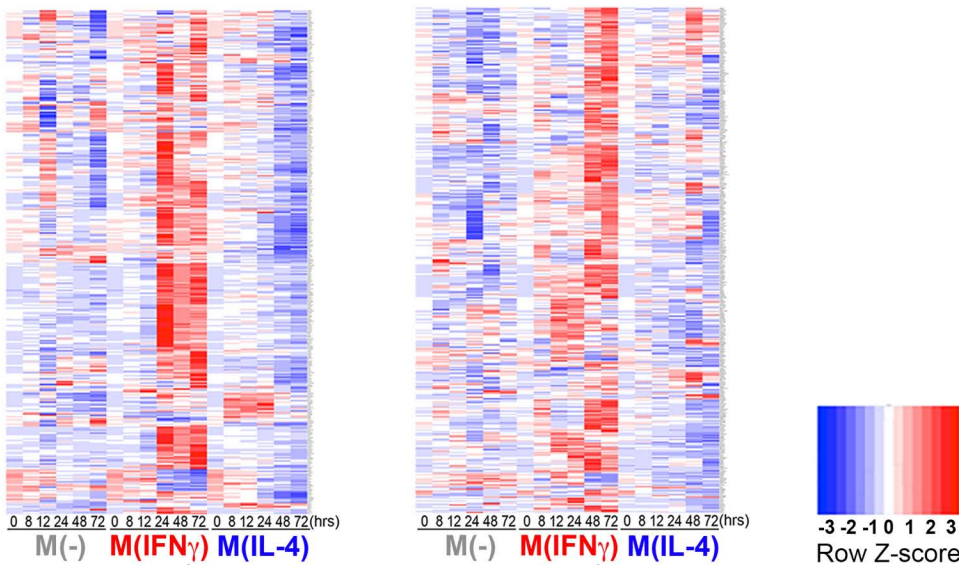 0 8 12 24 48 72 0 8 12 24 48 72 0 8 12 24 48 72(hrs)
M(-) M(IFNγ) M(IL-4)
0 8 12 24 48 72 0 8 12 24 48 72 0 8 12 24 48 72(hrs)
M(-) M(IFNγ) M(IL-4)
-3 -2 -1 0 1 2 3
Row Z-score